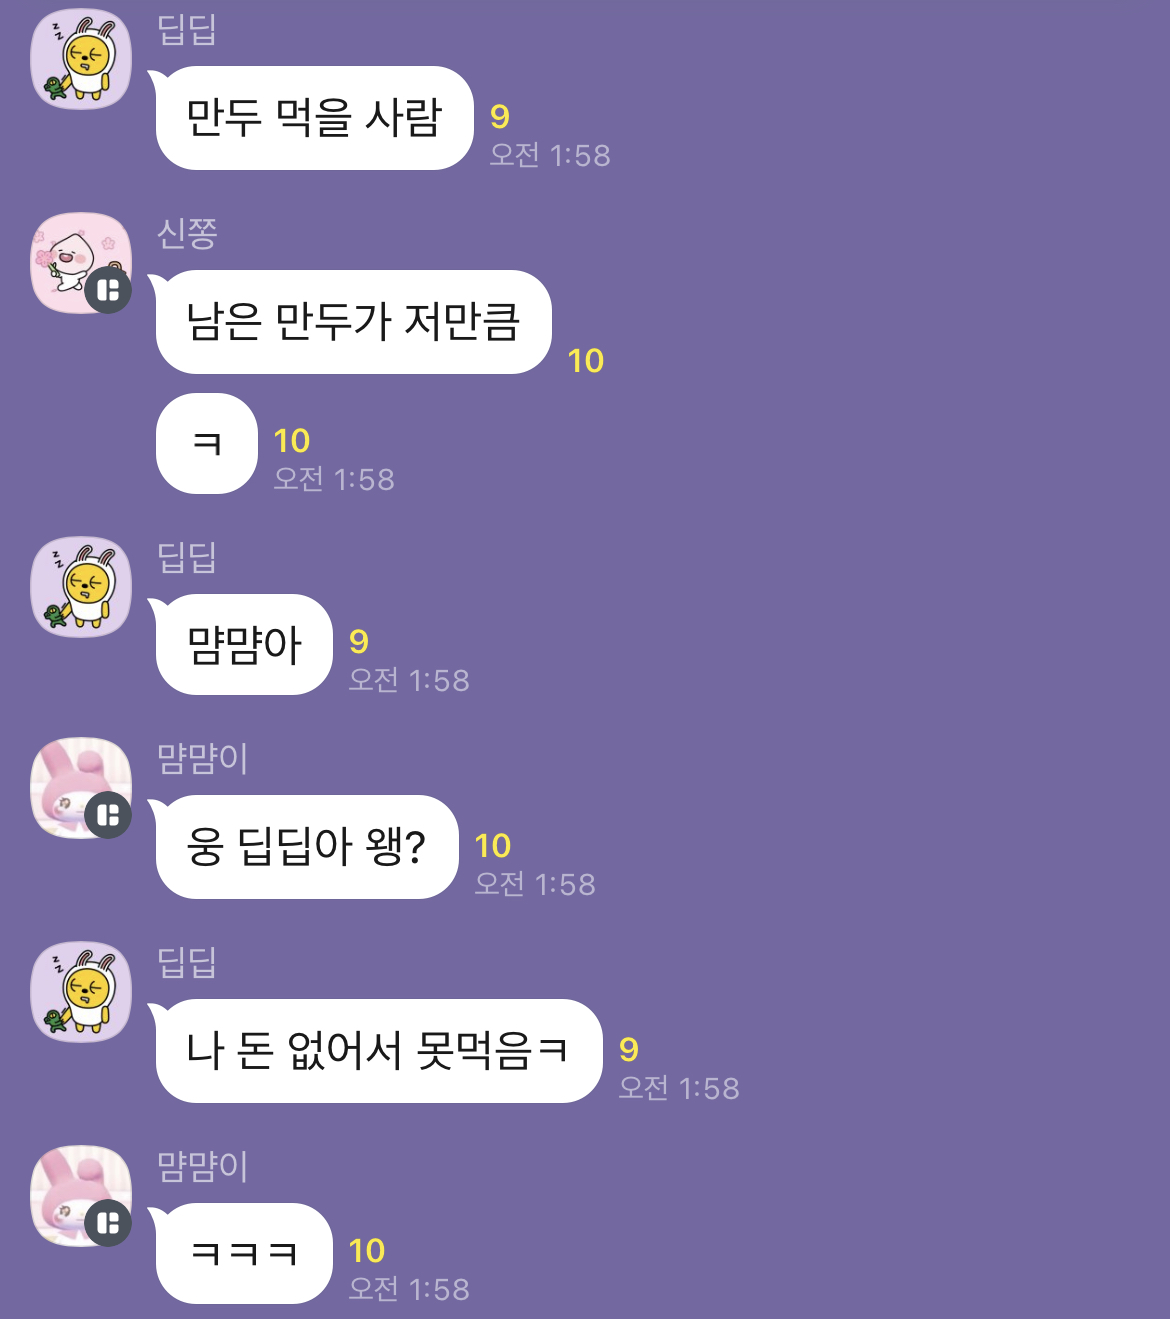 딥딥
만두 먹을 사람
9
오전 1:58
신쫑
남은 만두가 저만큼
10
ㅋ
10
오전 1:58
딥딥
먐먐아
9
오전 1:58
먐먐이
웅 딥딥아 왱?
10
오전 1:58
딥딥
나 돈 없어서 못먹음ㅋ
9
오전 1:58
먐먐이
ㅋㅋㅋ
10
오전 1:58